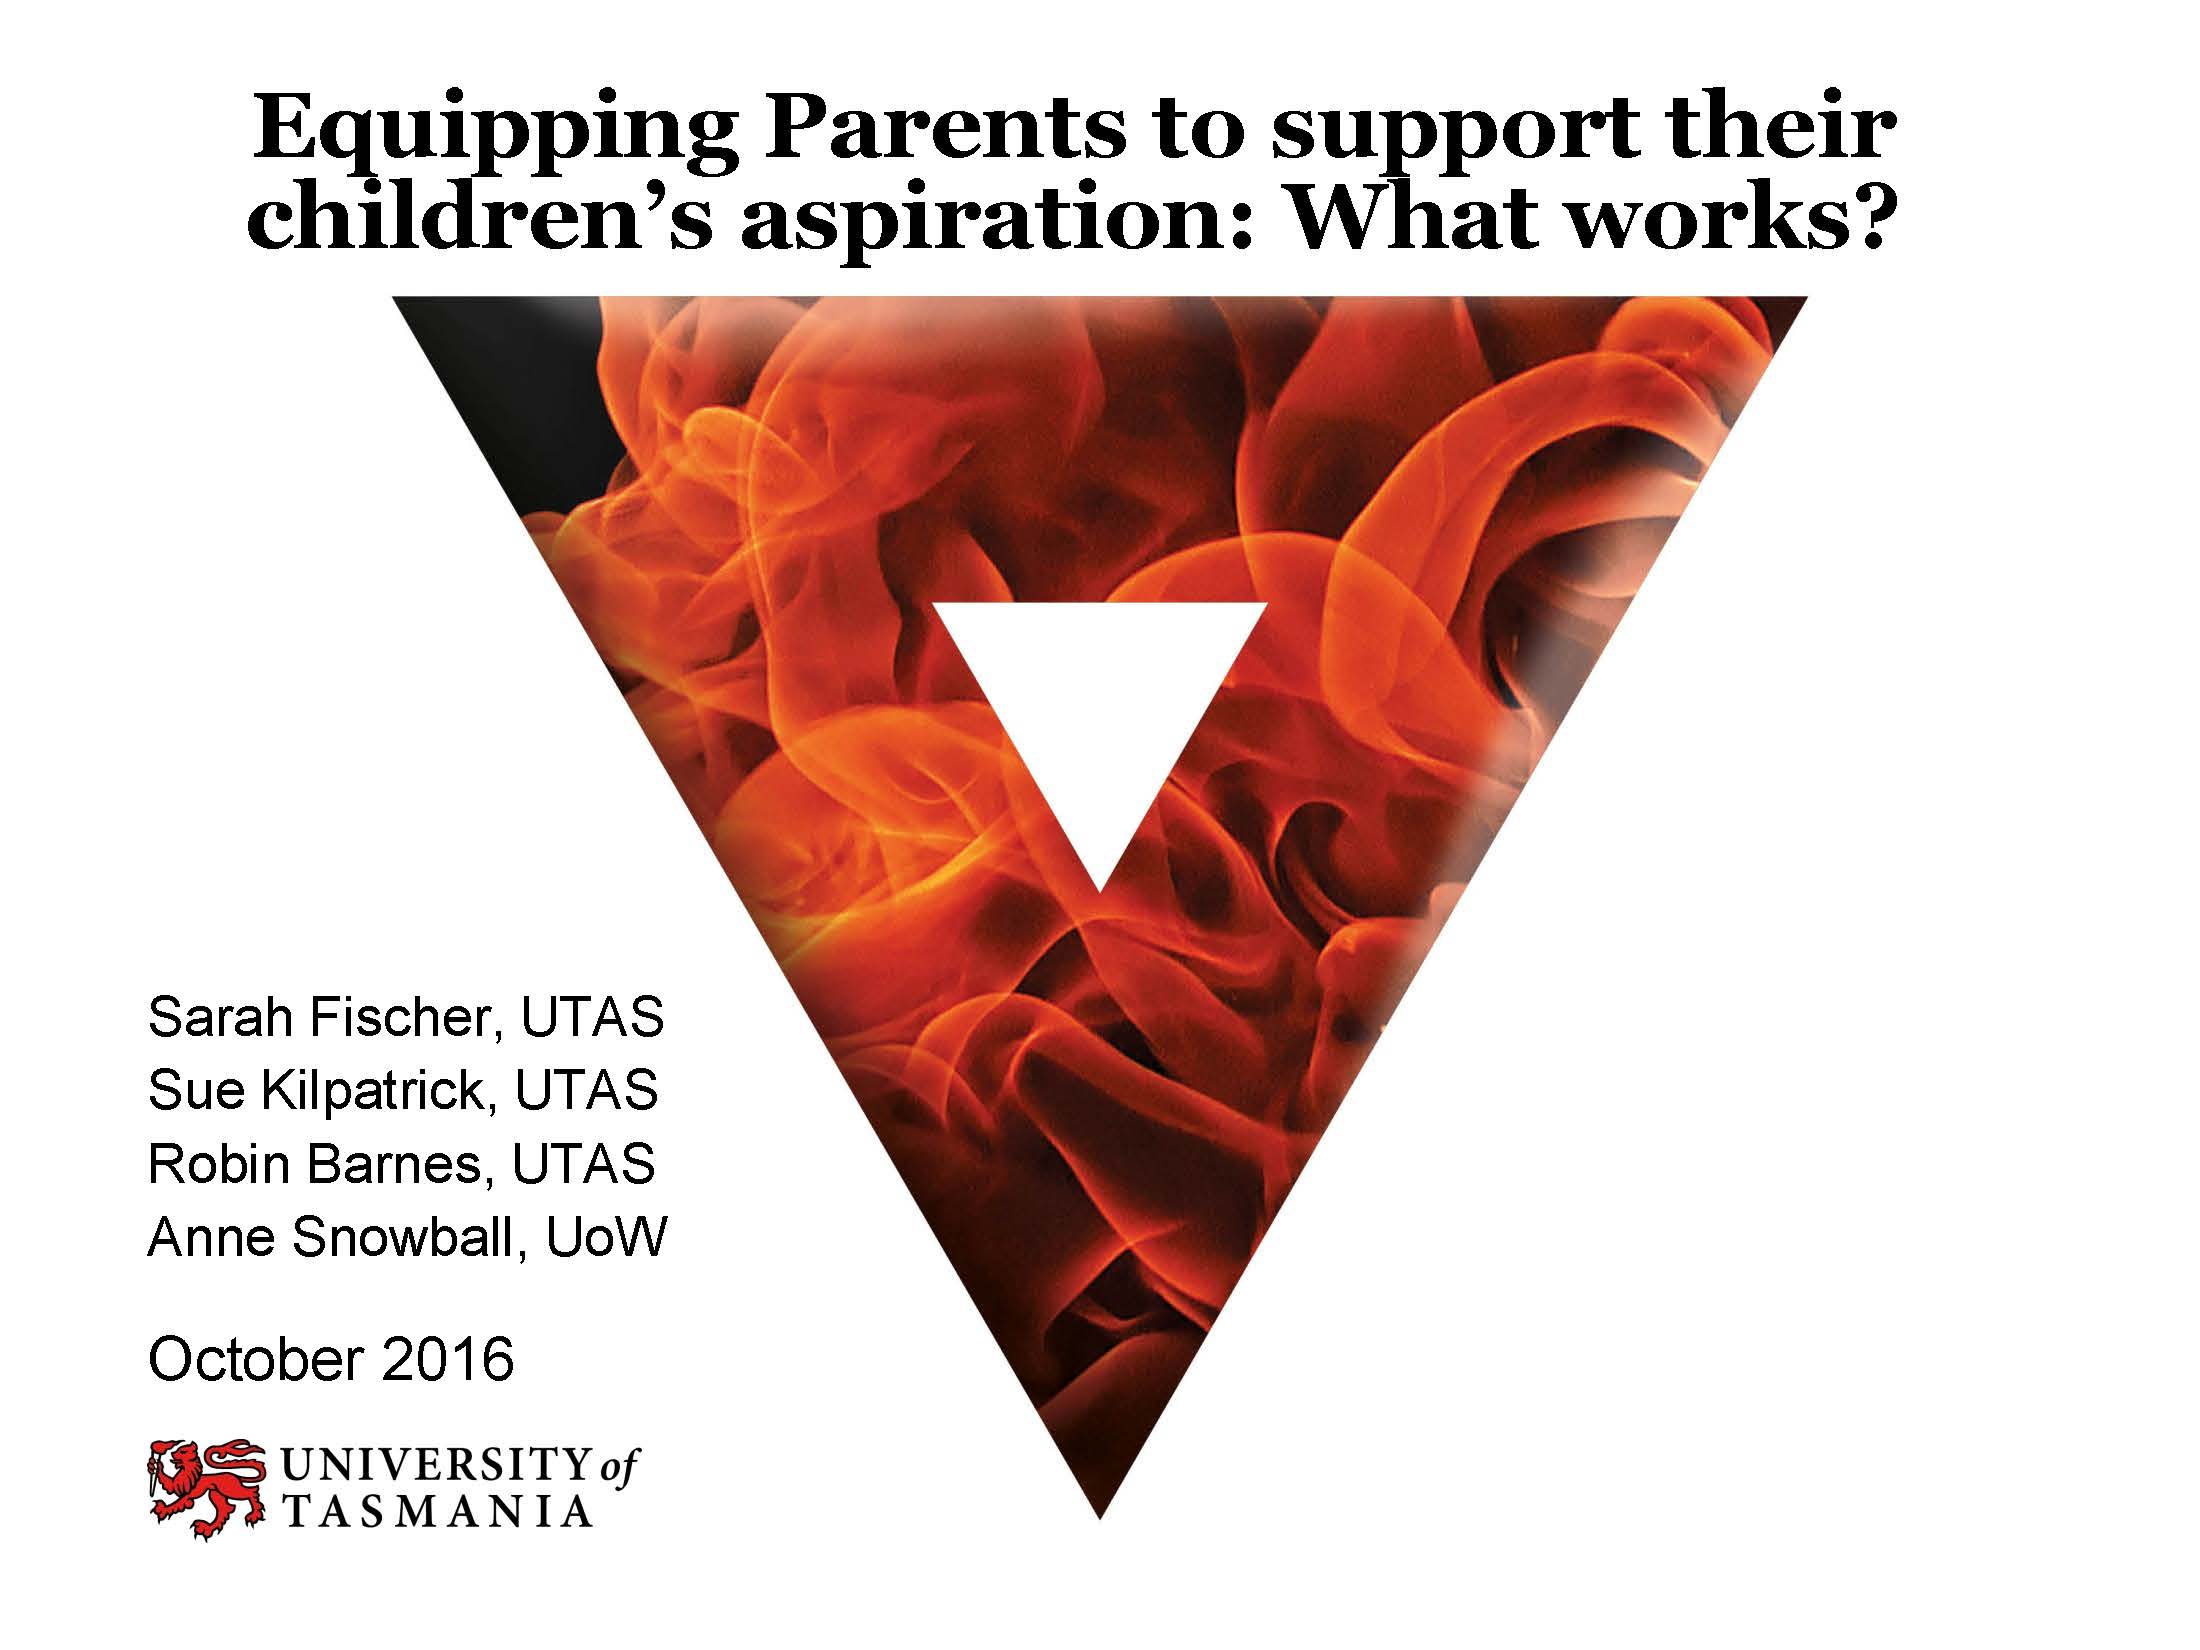 Equipping Parents to support their
children’s aspiration: What works?
Sarah Fischer, UTAS
Sue Kilpatrick, UTAS
Robin Barnes, UTAS
Anne Snowball, UoW
October 2016
UNIVERSITY of
TASMANIA